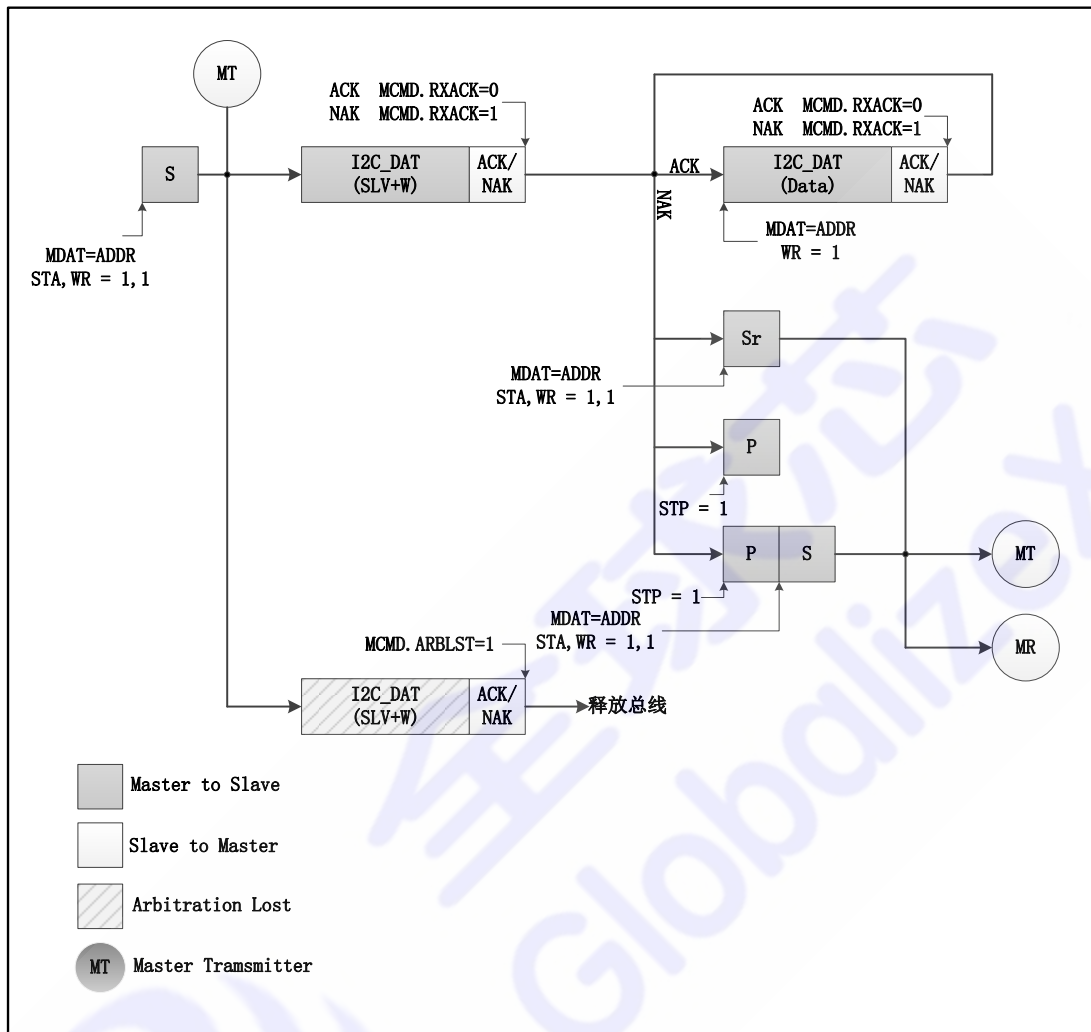 MT
ACK MCMD.RXACK=0
NAK MCMD.RXACK=1
ACK MCMD.RXACK=0
NAK MCMD.RXACK=1
S
I2C_DAT
(SLV+W)
ACK/
NAK
ACK
NAK
I2C_DAT
(Data)
ACK/
NAK
MDAT=ADDR
STA,WR = 1,1
MDAT=ADDR
WR = 1
Sr
MDAT=ADDR
STA,WR = 1,1
P
STP = 1
P
S
MT
STP = 1
MDAT=ADDR
STA,WR = 1,1
MR
MCMD.ARBLST=1
I2C_DAT
(SLV+W)
ACK/
NAK
释放总线
Master to Slave
Slave to Master
Arbitration Lost
MT
Master Tramsmitter
全球芯
Globalizex